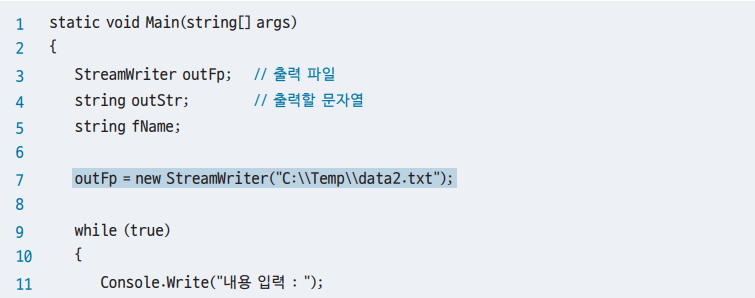 1 static void Main(string[] args)
2 {
3 StreamWriter outFp; // 출력 파일
4 string outStr; // 출력할 문자열
5 string fName;
6
7 outFp = new StreamWriter("C:\\Temp\\data2.txt");
8
9 while (true)
10 {
11 Console.Write("내용 입력 : ");